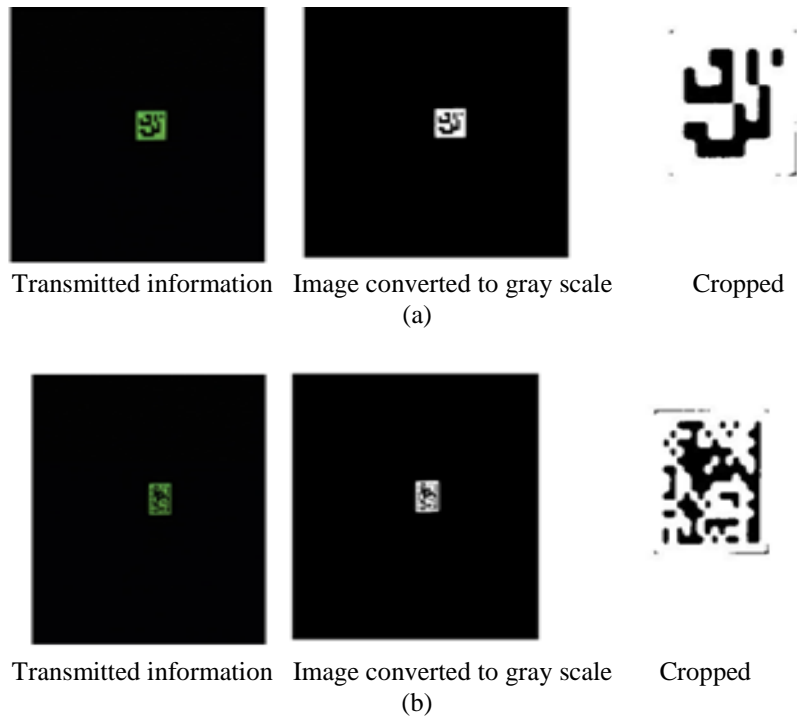 Transmitted information Image converted to gray scale Cropped
(a)
Transmitted information Image converted to gray scale Cropped
(b)